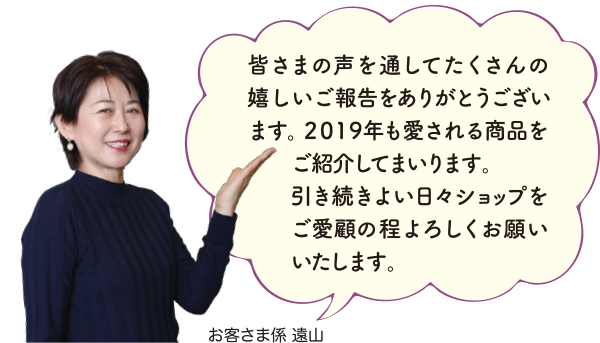 皆さまの声を通してたくさんの
嬉しいご報告をありがとうござい
ます。2019年も愛される商品を
ご紹介してまいります。
引き続きよい日々ショップを
ご愛顧の程よろしくお願い
いたします。
お客さま係 遠山